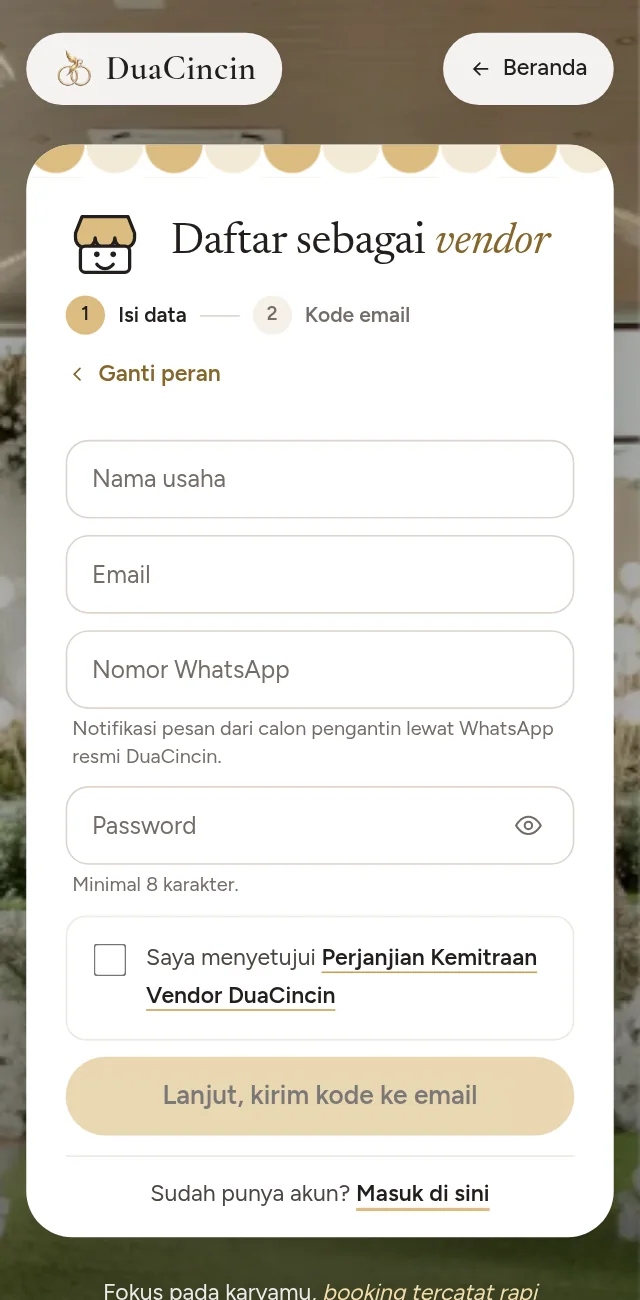 DuaCincin
← Beranda
Daftar sebagai vendor
1 Isi data
2 Kode email
Ganti peran
Nama usaha
Email
Nomor WhatsApp
Notifikasi pesan dari calon pengantin lewat WhatsApp
resmi DuaCincin.
Password
Minimal 8 karakter.
Saya menyetujui Perjanjian Kemitraan
Vendor DuaCincin
Lanjut, kirim kode ke email
Sudah punya akun? Masuk di sini
Fokus pada karyamu, booking tercatat rapi